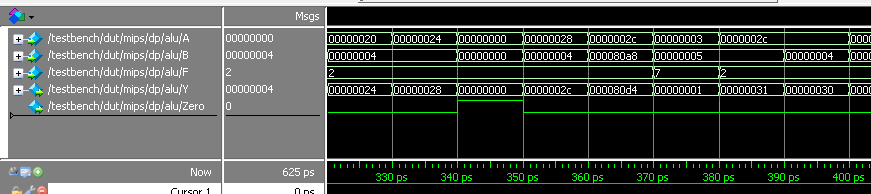 Msgs
/testbench/dut/mips/dp/alu/A 00000000 00000020 00000024 00000000 00000028 0000002c 00000003 0000002c 0000
/testbench/dut/mips/dp/alu/B 00000004 00000004 00000000 00000004 000080a8 00000005 00000004 0000
/testbench/dut/mips/dp/alu/F 2 2 7 2
/testbench/dut/mips/dp/alu/Y 00000004 00000024 00000028 00000000 0000002c 000080d4 00000001 00000031 00000030 0000
/testbench/dut/mips/dp/alu/Zero 0
Now 625 ps 330 ps 340 ps 350 ps 360 ps 370 ps 380 ps 390 ps 400 ps
Cursor 1 0 ps